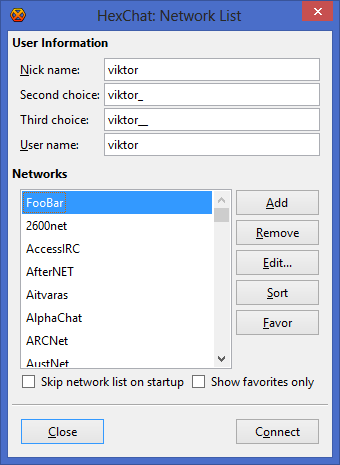 HexChat: Network List
User Information
Nick name: viktor
Second choice: viktor_
Third choice: viktor__
User name: viktor
Networks
FooBar
2600net
AccessIRC
AfterNET
Aitvaras
AlphaChat
ARCNet
AustNet
Add
Remove
Edit...
Sort
Favor
Skip network list on startup Show favorites only
Close Connect